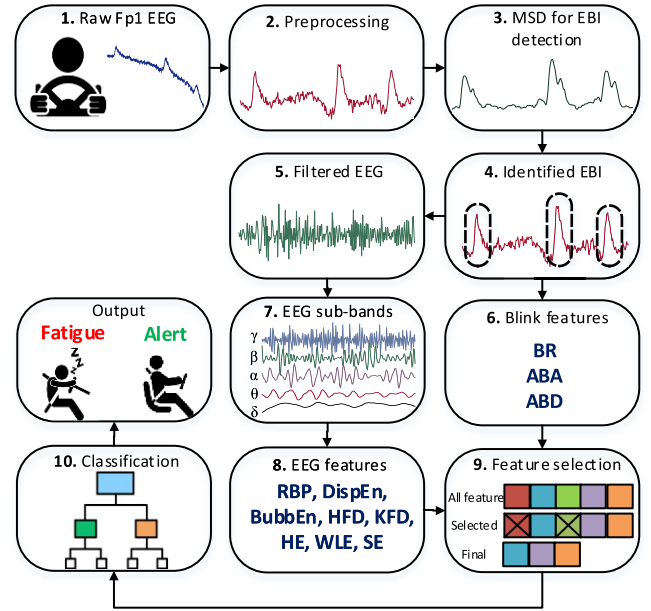 1. Raw Fp1 EEG
2. Preprocessing
3. MSD for EBI
detection
4. Identified EBI
5. Filtered EEG
6. Blink features
BR
ABA
ABD
7. EEG sub-bands
γ
β
α
θ
δ
8. EEG features
RBP, DispEn,
BubbEn, HFD, KFD,
HE, WLE, SE
9. Feature selection
All feature
Selected
Final
10. Classification
Output
Fatigue Alert
z
z
z